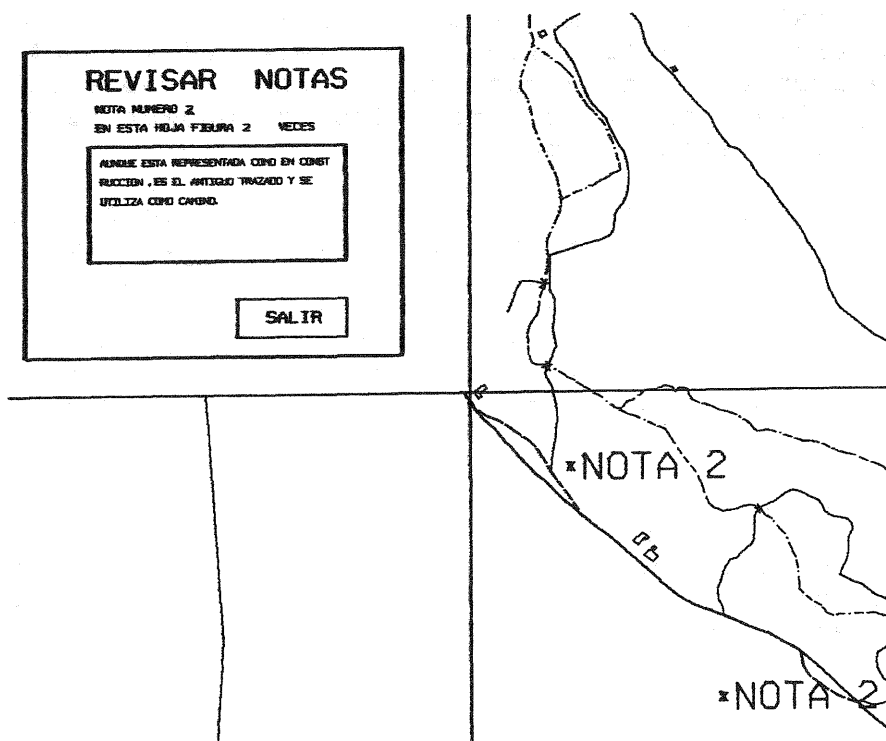 REVISAR NOTAS
NOTA NUMERO 2
EN ESTA HOJA FIGURA 2 VECES
AUNQUE ESTA REPRESENTADA COMO EN CONST
RUCCION , ES EL ANTIGUO TRAZADO Y SE
UTILIZA COMO CAMINO.
SALIR
*NOTA 2
*NOTA 2